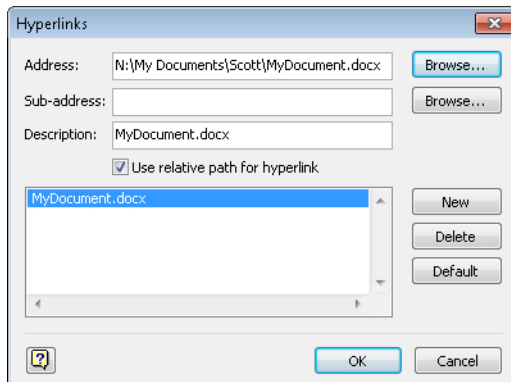 Hyperlinks
Address: N:\My Documents\Scott\MyDocument.docx Browse...
Sub-address: Browse...
Description: MyDocument.docx
Use relative path for hyperlink
MyDocument.docx
New
Delete
Default
?
OK Cancel